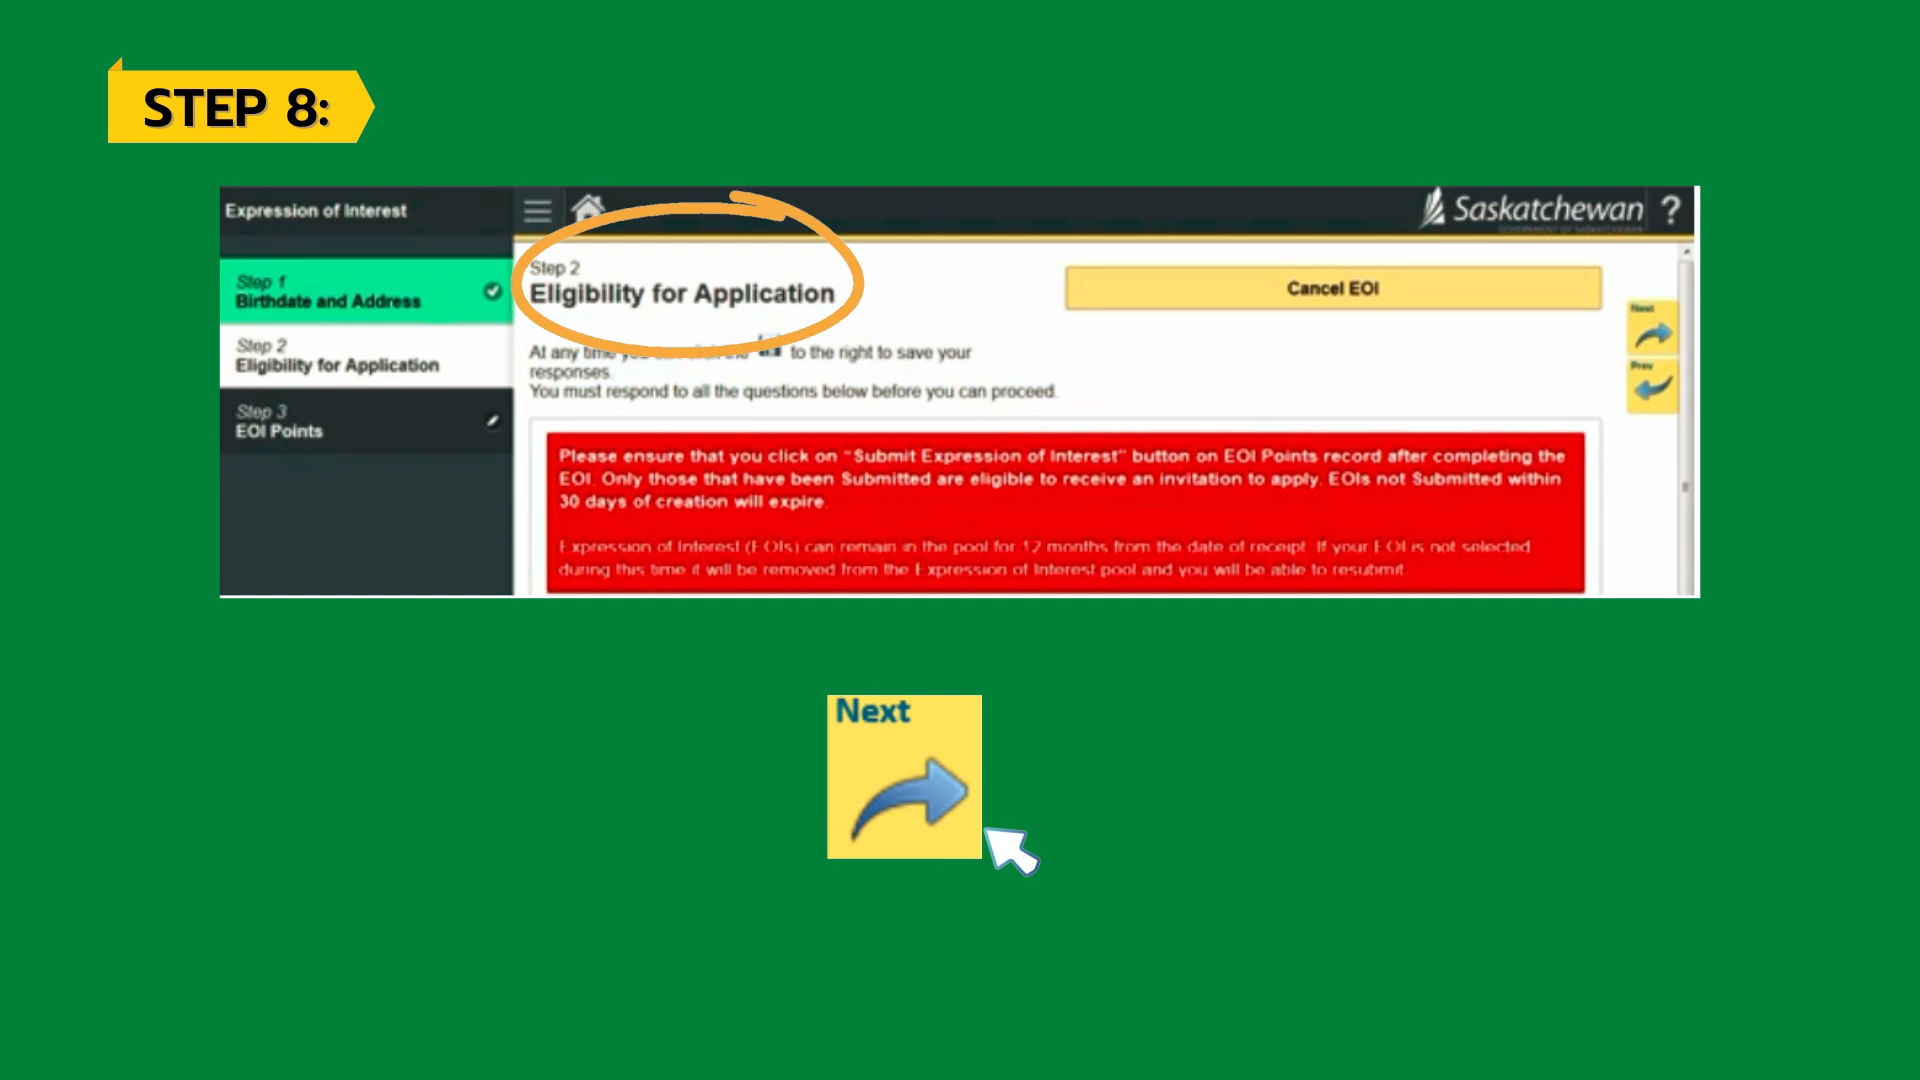 STEP 8:
Expression of Interest
Saskatchewan ?
Step 1
Birthdate and Address
Step 2
Eligibility for Application
Step 3
EOI Points
Step 2
Eligibility for Application
Cancel EOI
Next
Prev
At any time to the right to save your
responses.
You must respond to all the questions below before you can proceed.
Please ensure that you click on "Submit Expression of Interest" button on EOI Points record after completing the
EOI. Only those that have been Submitted are eligible to receive an invitation to apply. EOIs not Submitted within
30 days of creation will expire.
Expression of Interest (EOIs) can remain in the pool for 12 months from the date of receipt. If your EOI is not selected
during this time it will be removed from the Expression of Interest pool and you will be able to resubmit
Next